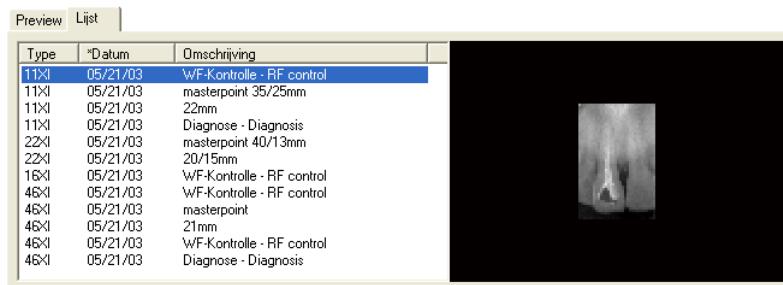 Preview Lijst
Type *Datum Omschrijving
11XI 05/21/03 WF-Kontrolle - RF control
11XI 05/21/03 masterpoint 35/25mm
11XI 05/21/03 22mm
11XI 05/21/03 Diagnose - Diagnosis
22XI 05/21/03 masterpoint 40/13mm
22XI 05/21/03 20/15mm
16XI 05/21/03 WF-Kontrolle - RF control
46XI 05/21/03 WF-Kontrolle - RF control
46XI 05/21/03 masterpoint
46XI 05/21/03 21mm
46XI 05/21/03 WF-Kontrolle - RF control
46XI 05/21/03 Diagnose - Diagnosis